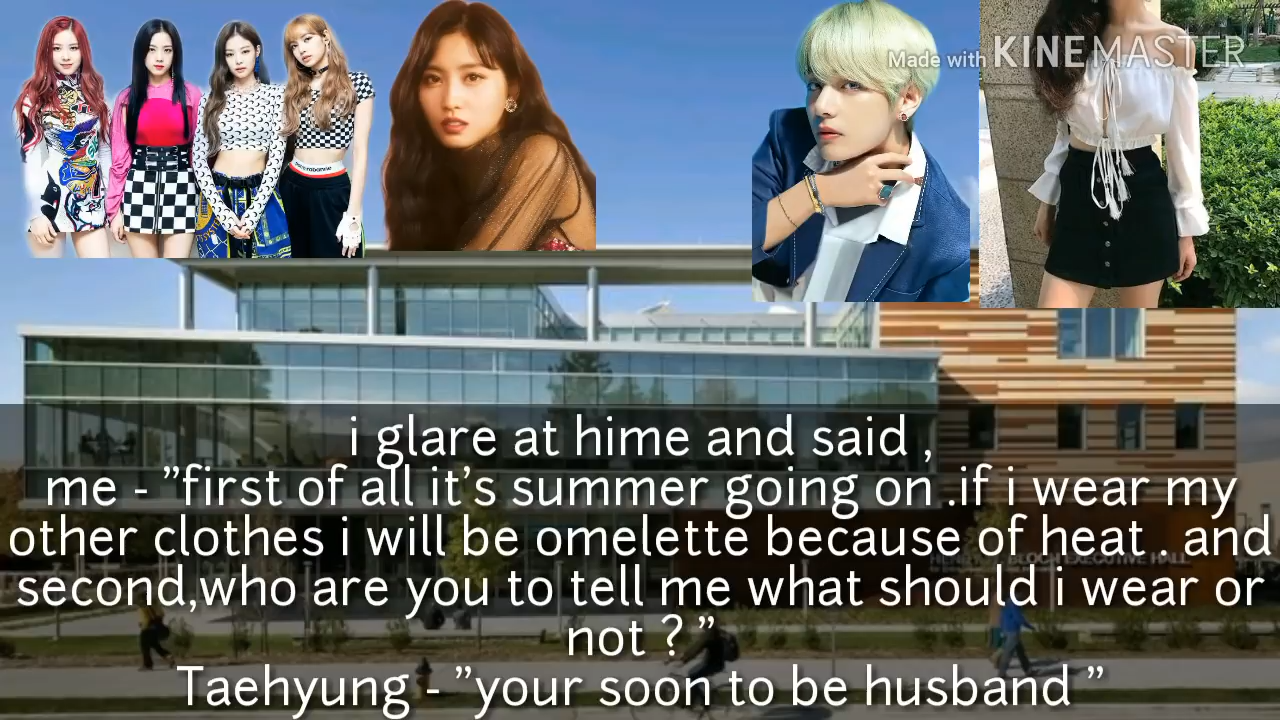 Made with KINEMASTER
i glare at hime and said ,
me - ”first of all it’s summer going on .if i wear my
other clothes i will be omelette because of heat . and
second,who are you to tell me what should i wear or
not ? ”
Taehyung - ”your soon to be husband ”